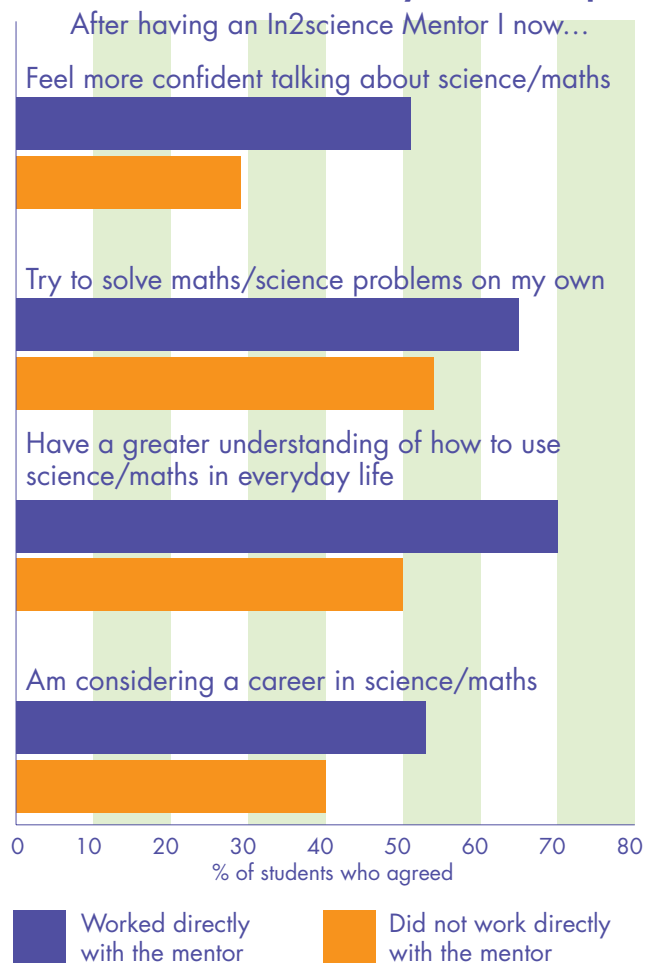 After having an In2science Mentor I now…
Feel more confident talking about science/maths
Try to solve maths/science problems on my own
Have a greater understanding of how to use
science/maths in everyday life
Am considering a career in science/maths
0 10 20 30 40 50 60 70 80
% of students who agreed
Worked directly
with the mentor
Did not work directly
with the mentor